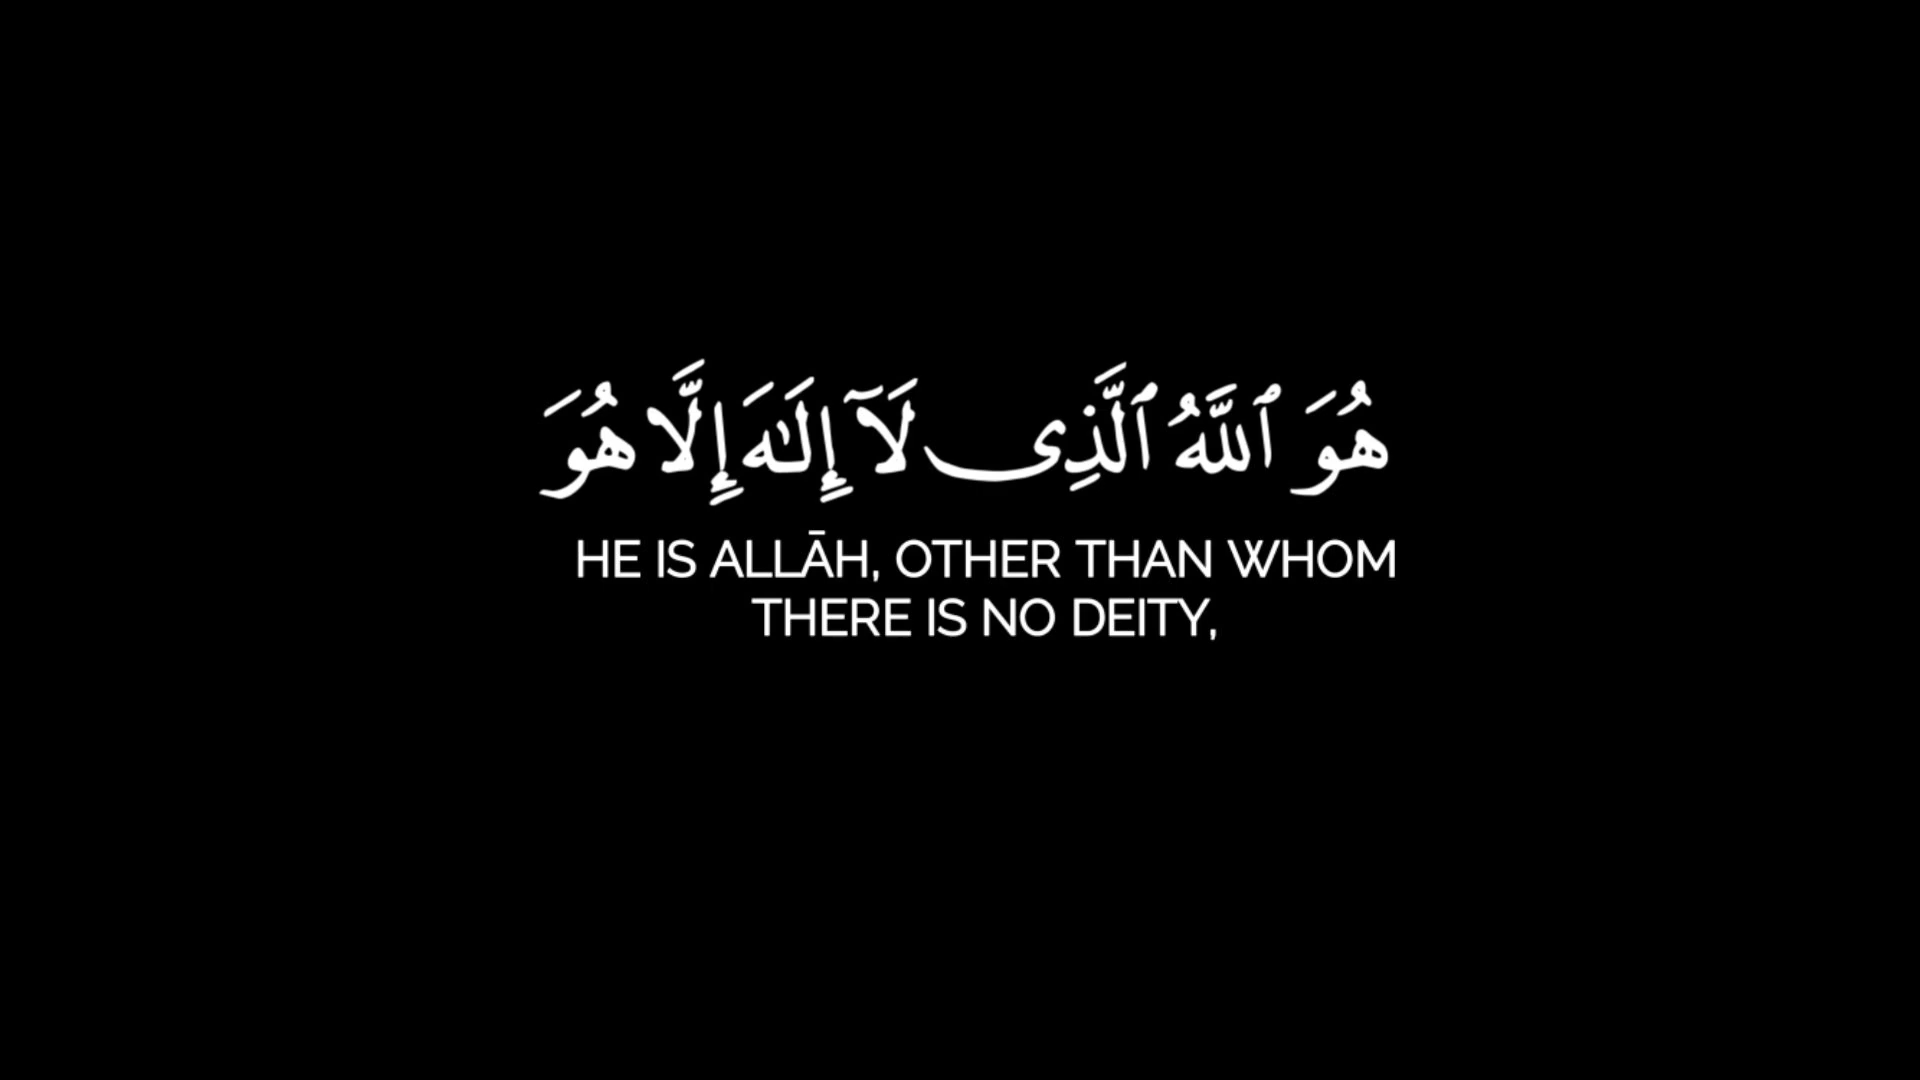 هُوَ ٱللَّهُ ٱلَّذِى لَآ إِلَـٰهَ إِلَّا هُوَ
HE IS ALLĀH, OTHER THAN WHOM
THERE IS NO DEITY,